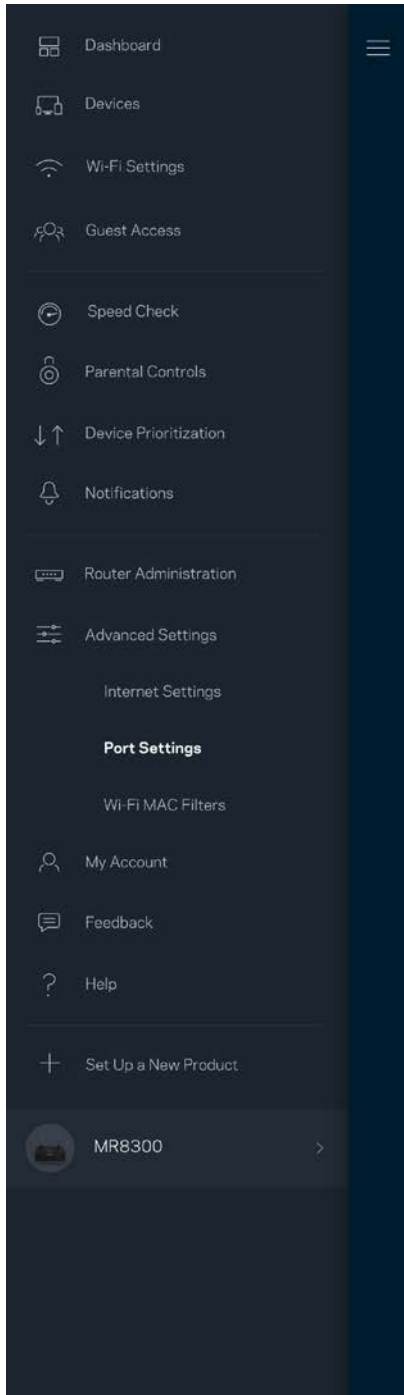 Dashboard
Devices
Wi-Fi Settings
Guest Access
Speed Check
Parental Controls
Device Prioritization
Notifications
Router Administration
Advanced Settings
Internet Settings
Port Settings
Wi-Fi MAC Filters
My Account
Feedback
Help
Set Up a New Product
MR8300